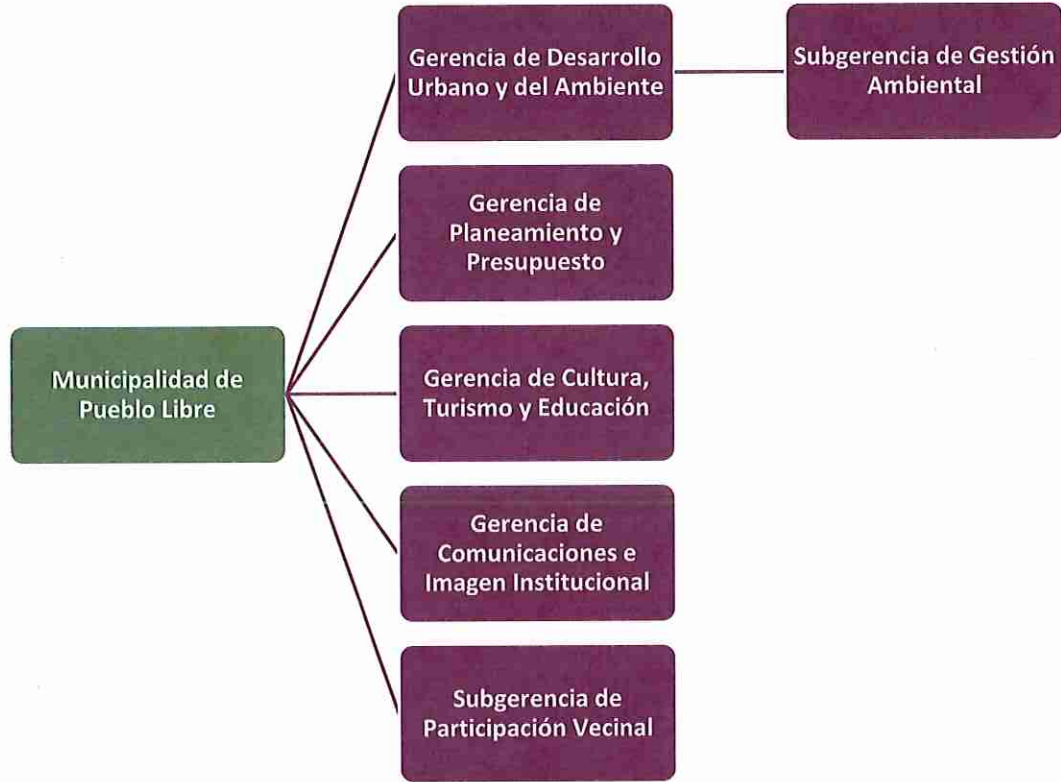 Gerencia de Desarrollo
Urbano y del Ambiente
Subgerencia de Gestión
Ambiental
Gerencia de
Planeamiento y
Presupuesto
Municipalidad de
Pueblo Libre
Gerencia de Cultura,
Turismo y Educación
Gerencia de
Comunicaciones e
Imagen Institucional
Subgerencia de
Participación Vecinal